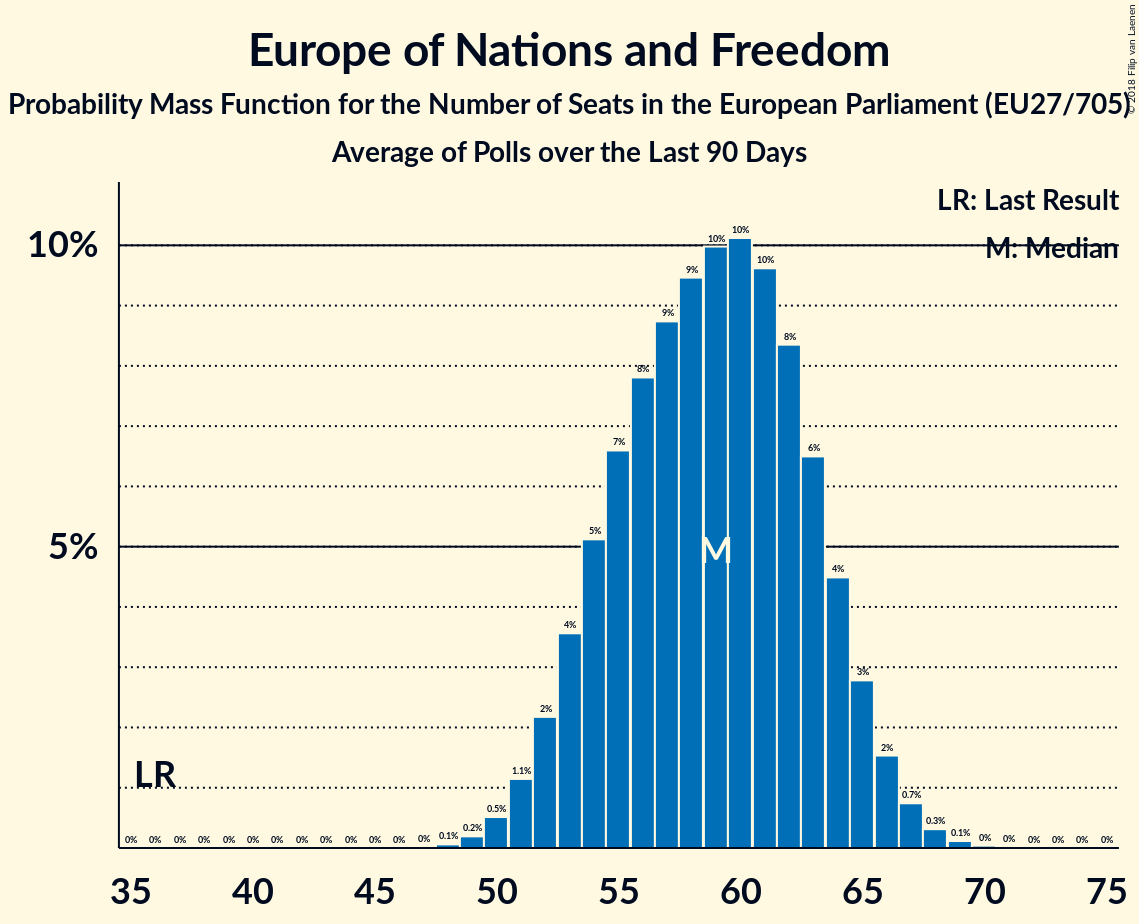 Europe of Nations and Freedom
Probability Mass Function for the Number of Seats in the European Parliament (EU27/705)
Average of Polls over the Last 90 Days
© 2018 Filip van Laenen
LR: Last Result
M: Median
10%
5%
0% 0% 0% 0% 0% 0% 0% 0% 0% 0% 0% 0% 0% 0.1% 0.2% 0.5% 1.1% 2% 4% 5% 7% 8% 9% 9% 10% 10% 10% 8% 6% 4% 3% 2% 0.7% 0.3% 0.1% 0% 0% 0% 0% 0% 0%
M
LR
35 40 45 50 55 60 65 70 75